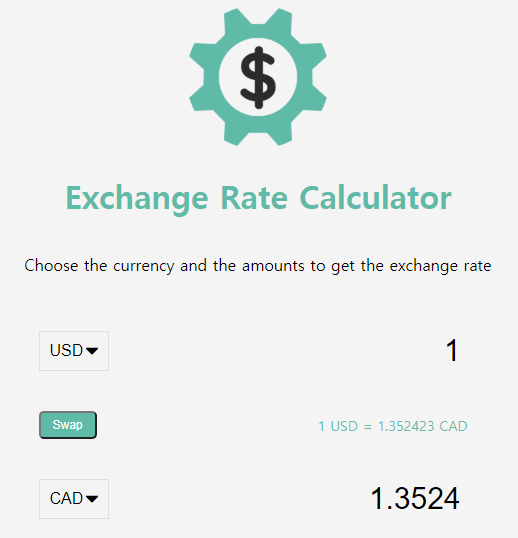 $
Exchange Rate Calculator
Choose the currency and the amounts to get the exchange rate
USD 1
Swap 1 USD = 1.352423 CAD
CAD 1.3524